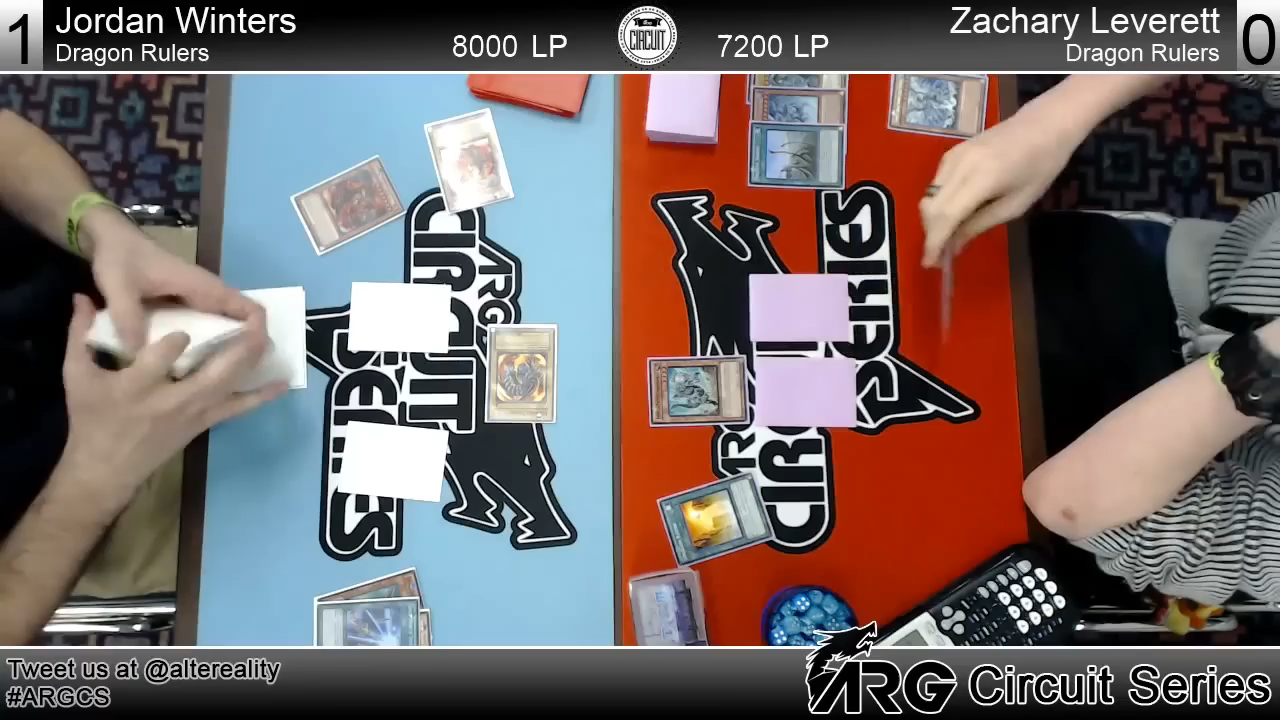 1
Jordan Winters
Dragon Rulers
8000 LP
CIRCUIT
7200 LP
Zachary Leverett
Dragon Rulers
0
CIRCUIT
SERIES
ARG
CIRCUIT
SERIES
Tweet us at @altereality
#ARGCS
ARG Circuit Series